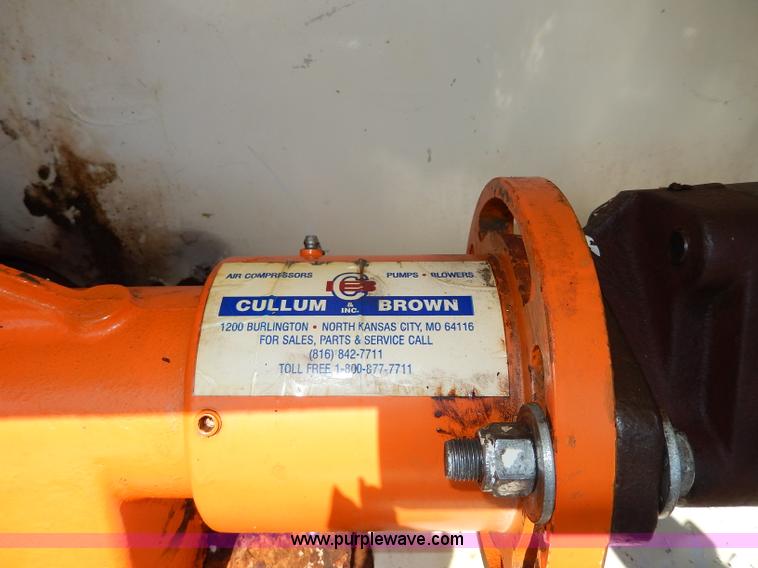 AIR COMPRESSORS PUMPS • BLOWERS
CB
CULLUM & BROWN
INC.
1200 BURLINGTON • NORTH KANSAS CITY, MO 64116
FOR SALES, PARTS & SERVICE CALL
(816) 842-7711
TOLL FREE 1-800-877-7711
www.purplewave.com